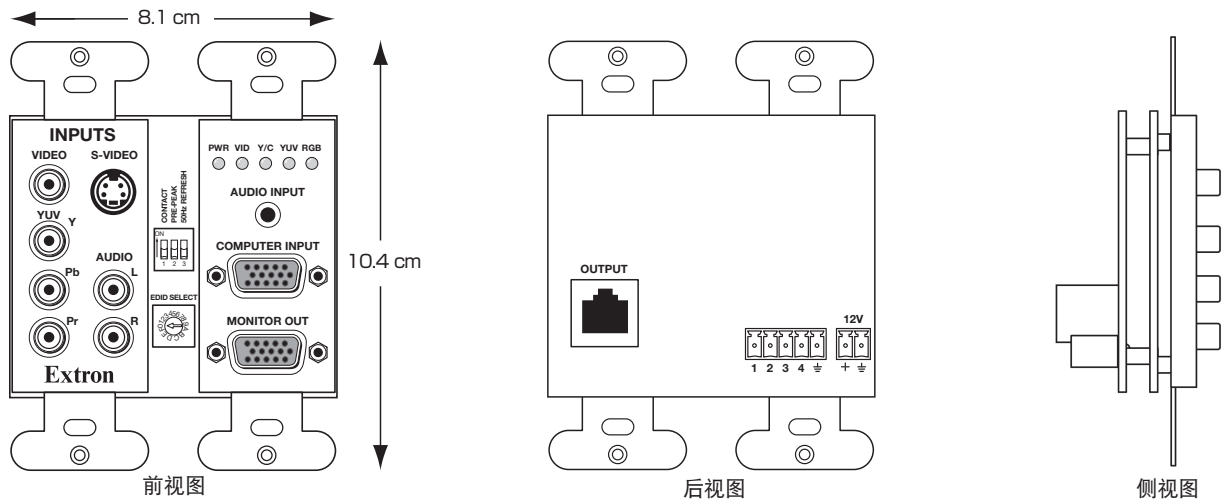 8.1 cm
INPUTS
VIDEO S-VIDEO
YUV Y
AUDIO
Pb L
Pr R
Extron
CONTACT
PRE-PEAK
50Hz REFRESH
ON
1 2 3
EDID SELECT
PWR VID Y/C YUV RGB
AUDIO INPUT
COMPUTER INPUT
MONITOR OUT
10.4 cm
前视图
OUTPUT
12V
1 2 3 4
+
后视图
侧视图